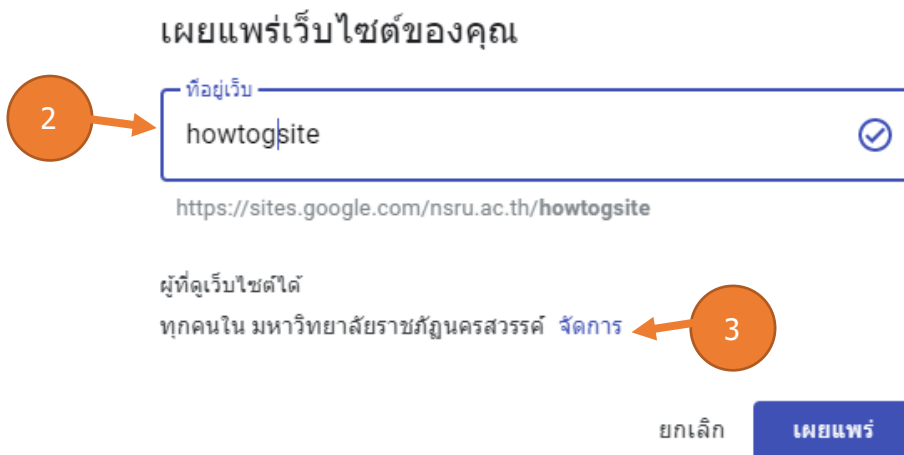 เผยแพร่เว็บไซต์ของคุณ
ที่อยู่เว็บ
2
howtogsite
https://sites.google.com/nsru.ac.th/howtogsite
ผู้ที่ดูเว็บไซต์ได้
ทุกคนใน มหาวิทยาลัยราชภัฏนครสวรรค์ จัดการ
3
ยกเลิก เผยแพร่